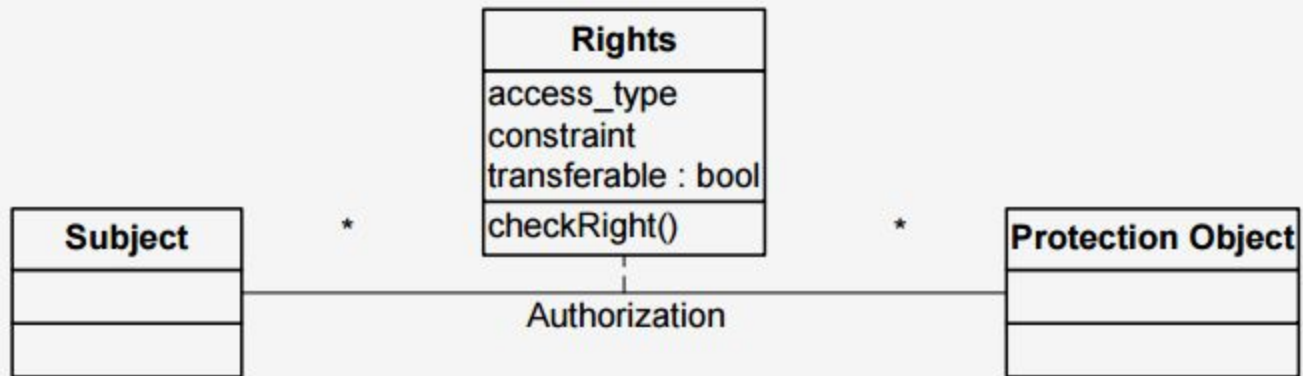 Rights
access_type
constraint
transferable : bool
checkRight()
Subject
*
*
Protection Object
Authorization